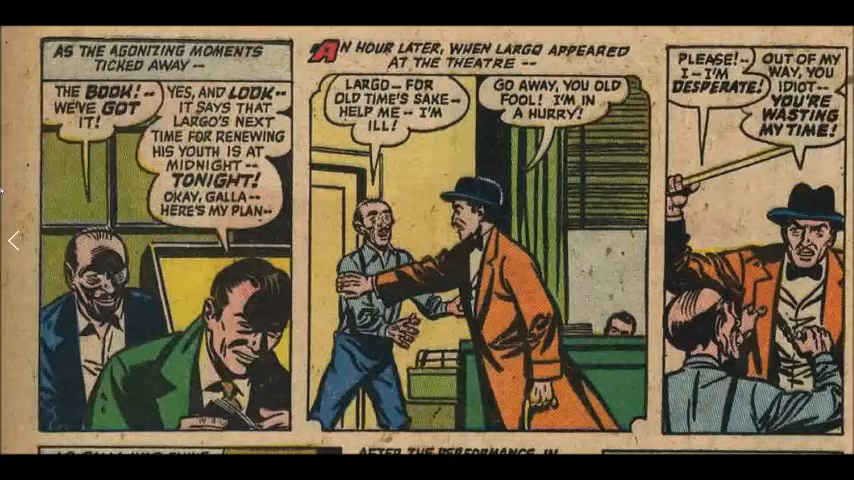 AS THE AGONIZING MOMENTS
TICKED AWAY--
THE BOOK!--
WE'VE GOT
IT!
YES, AND LOOK--
IT SAYS THAT
LARGO'S NEXT
TIME FOR RENEWING
HIS YOUTH IS AT
MIDNIGHT--
TONIGHT!
OKAY, GALLA--
HERE'S MY PLAN--
AN HOUR LATER, WHEN LARGO APPEARED
AT THE THEATRE--
LARGO--FOR
OLD TIME'S SAKE--
HELP ME--I'M
ILL!
GO AWAY, YOU OLD
FOOL! I'M IN
A HURRY!
PLEASE!--
I--I'M
DESPERATE!
OUT OF MY
WAY, YOU
IDIOT--
YOU'RE
WASTING
MY TIME!
AFTER THE PERFORMANCE, IN